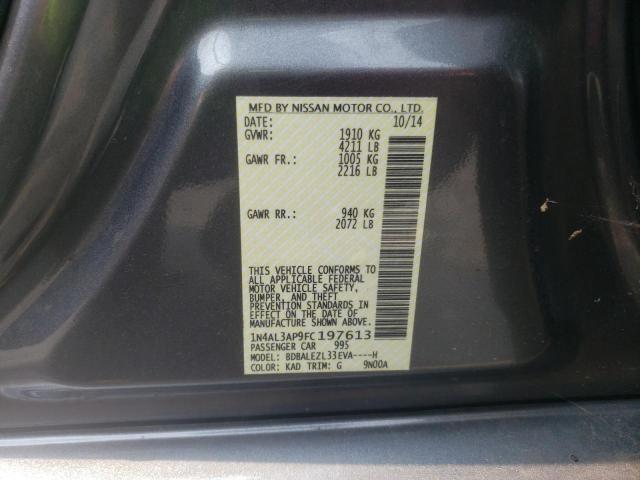 MFD BY NISSAN MOTOR CO., LTD.
DATE: 10/14
GVWR: 1910 KG
4211 LB
GAWR FR.: 1005 KG
2216 LB
GAWR RR.: 940 KG
2072 LB
THIS VEHICLE CONFORMS TO
ALL APPLICABLE FEDERAL
MOTOR VEHICLE SAFETY,
BUMPER, AND THEFT
PREVENTION STANDARDS IN
EFFECT ON THE DATE OF
MANUFACTURE SHOWN ABOVE.
1N4AL3AP9FC197613
PASSENGER CAR 995
MODEL: BDBALEZL33EVA----H
COLOR: KAD TRIM: G 9N00A